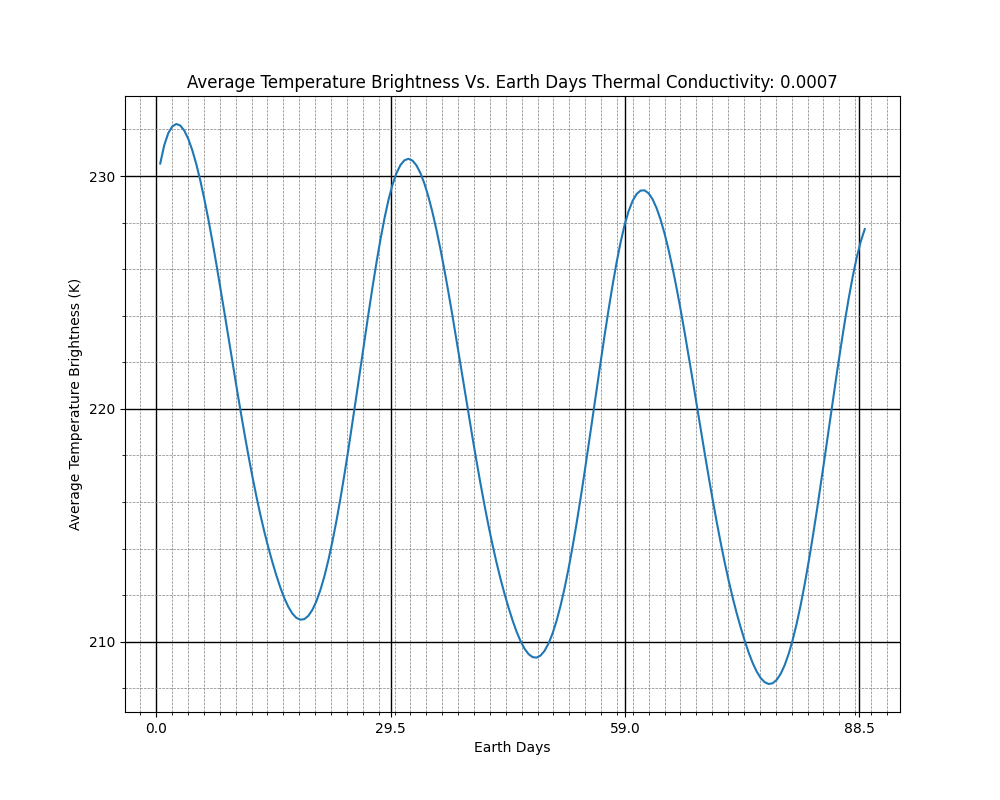 Average Temperature Brightness Vs. Earth Days Thermal Conductivity: 0.0007
Average Temperature Brightness (K)
230
220
210
0.0 29.5 59.0 88.5
Earth Days